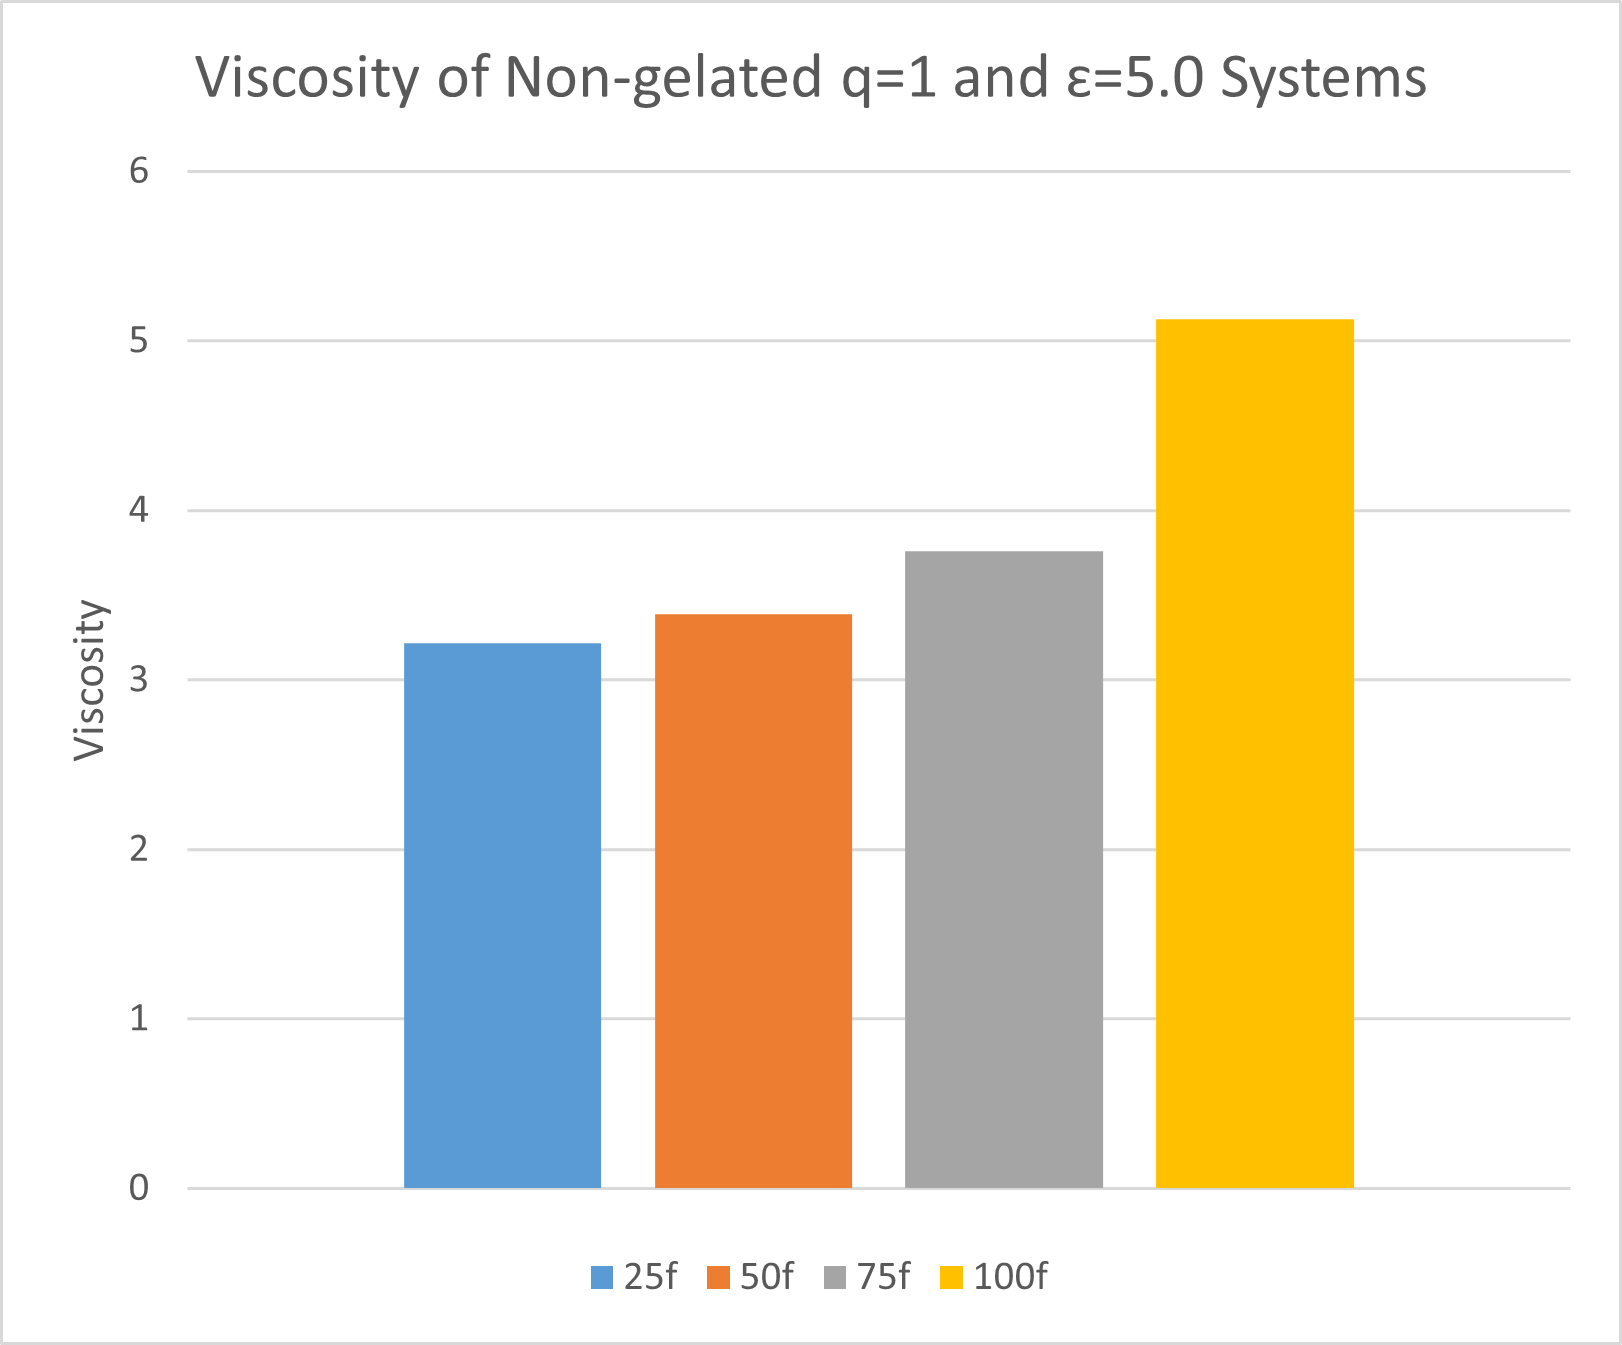 Viscosity of Non-gelated q=1 and ε=5.0 Systems
6
5
4
3
2
1
0
Viscosity
25f 50f 75f 100f